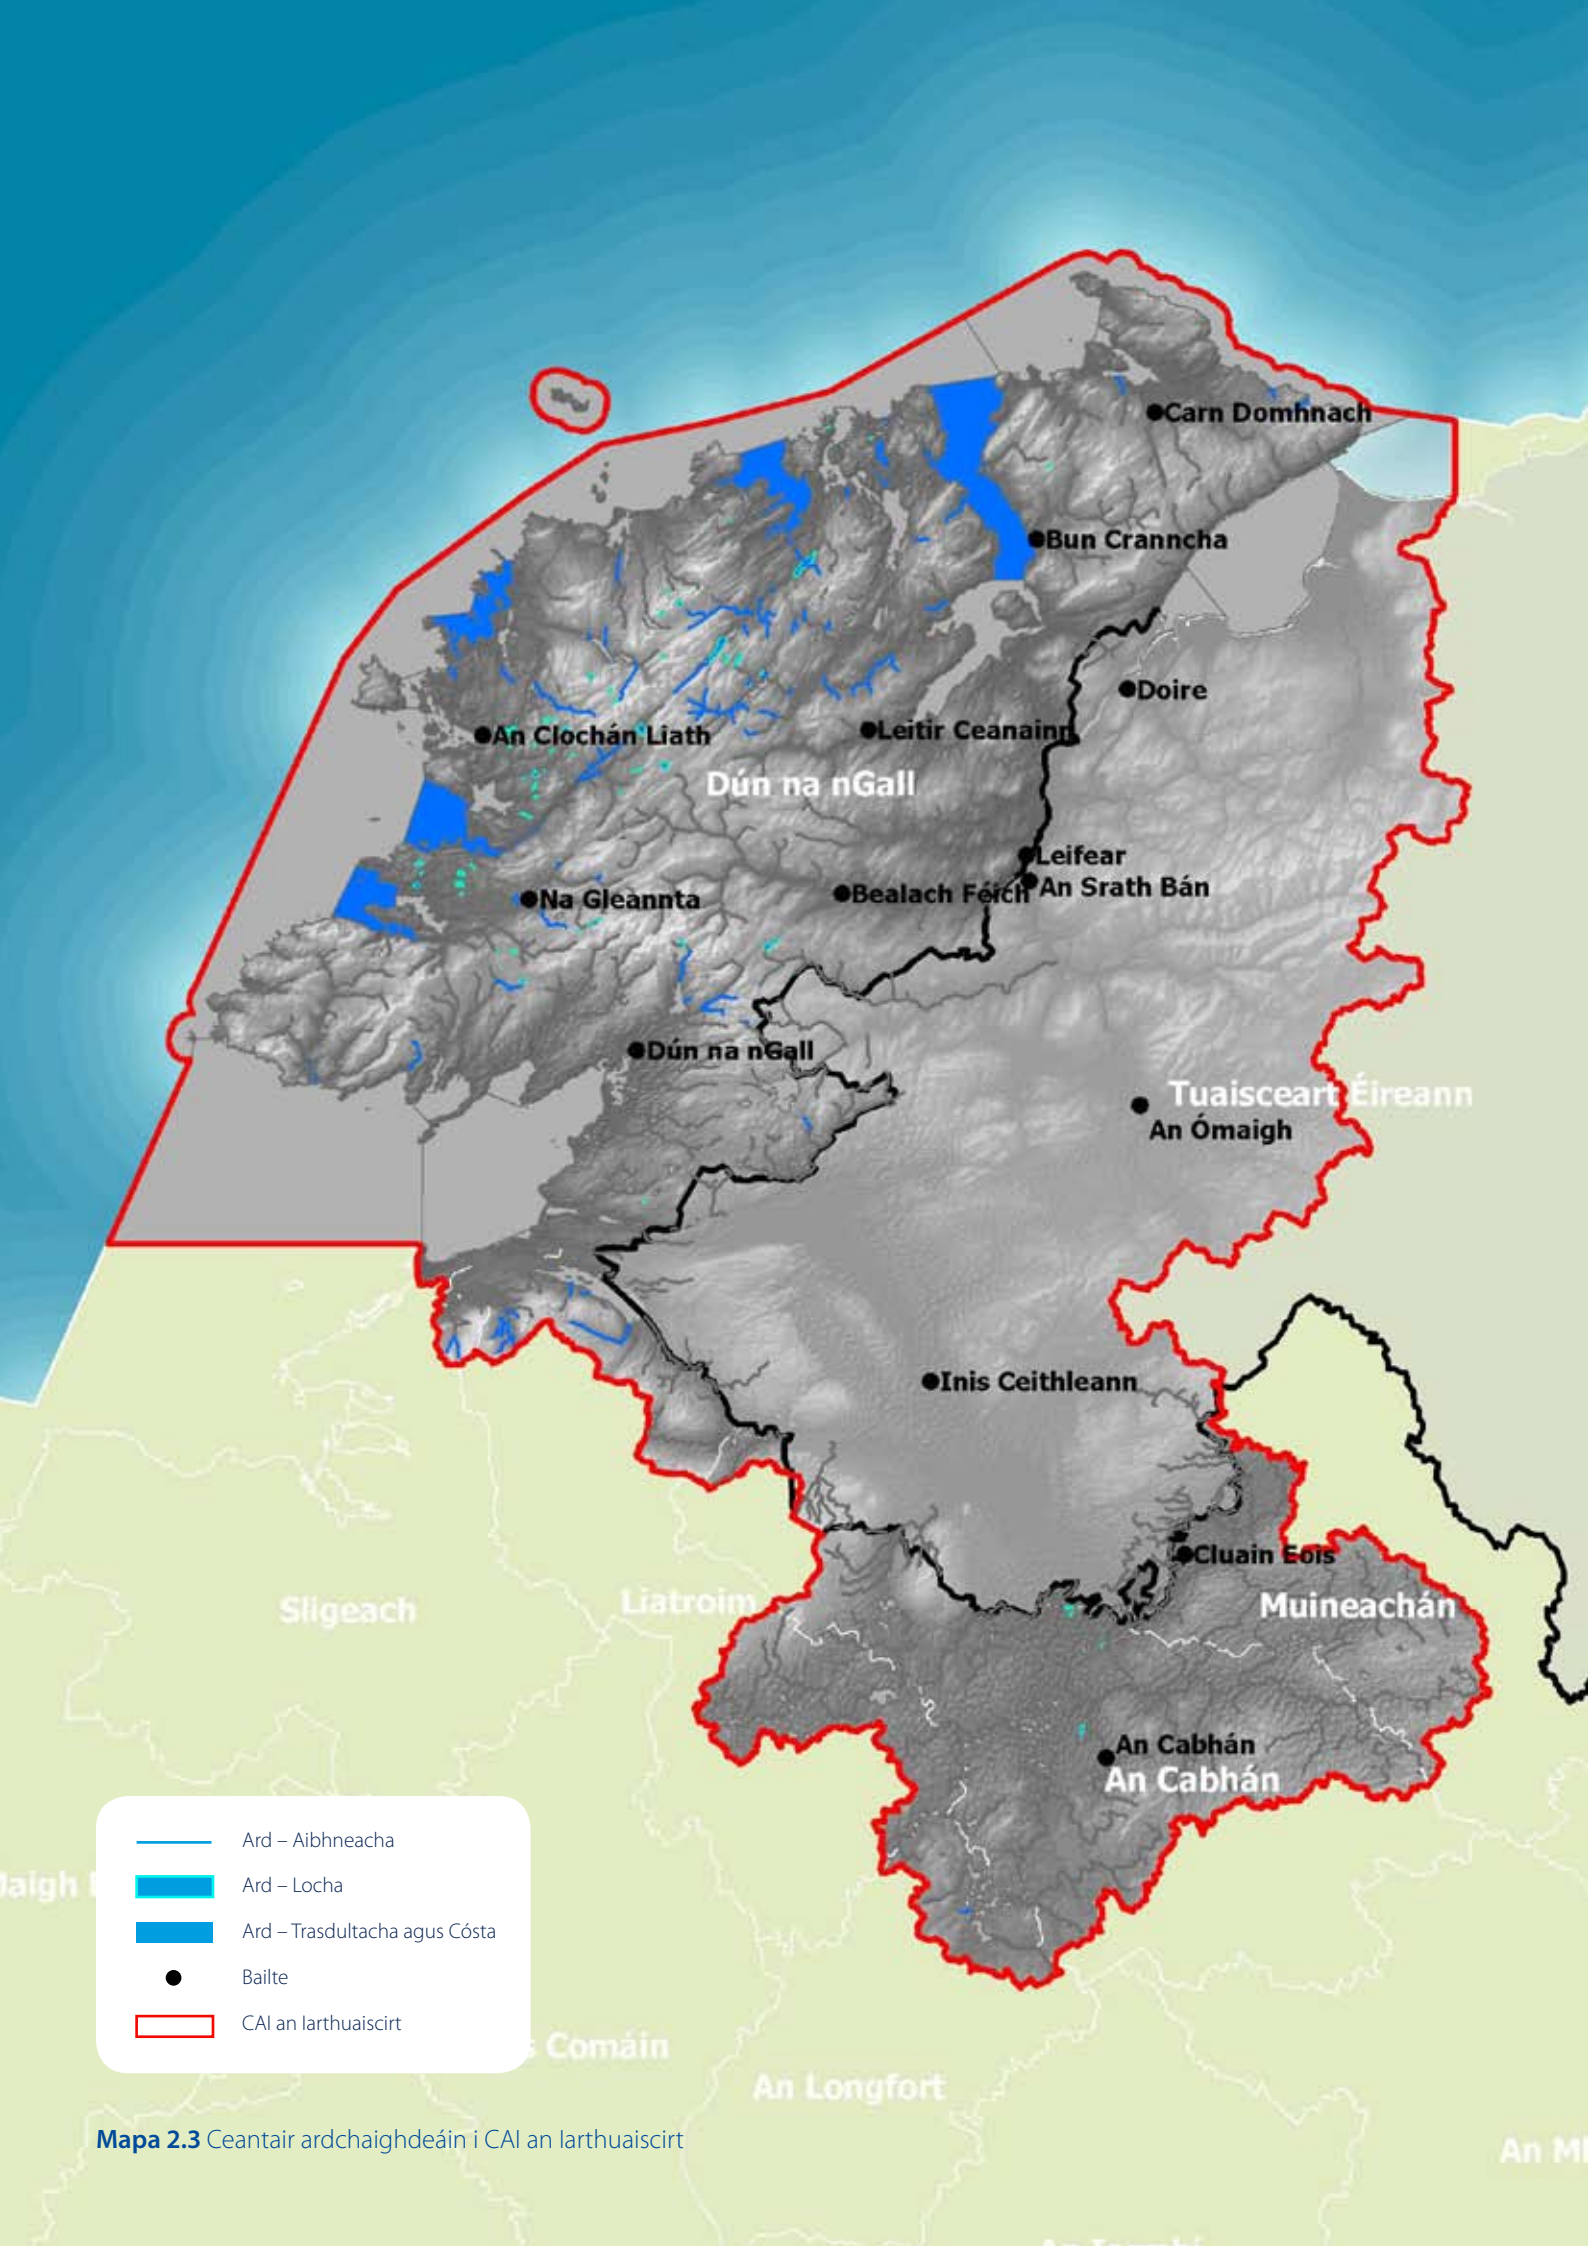 Carn Domhnach
Bun Cranncha
Doire
An Clochán Liath
Leitir Ceanainn
Dún na nGall
Leifear
An Srath Bán
Bealach Féich
Na Gleannta
Dún na nGall
Tuaisceart Éireann
An Ómaigh
Inis Ceithleann
Cluain Eois
Muineachán
Sligeach
Liatroim
An Cabhán
An Cabhán
Ard – Aibhneacha
Ard – Locha
Ard – Trasdultacha agus Cósta
Bailte
CAI an Iarthuaiscirt
Comáin
An Longfort
Mapa 2.3 Ceantair ardchaighdeáin i CAI an Iarthuaiscirt